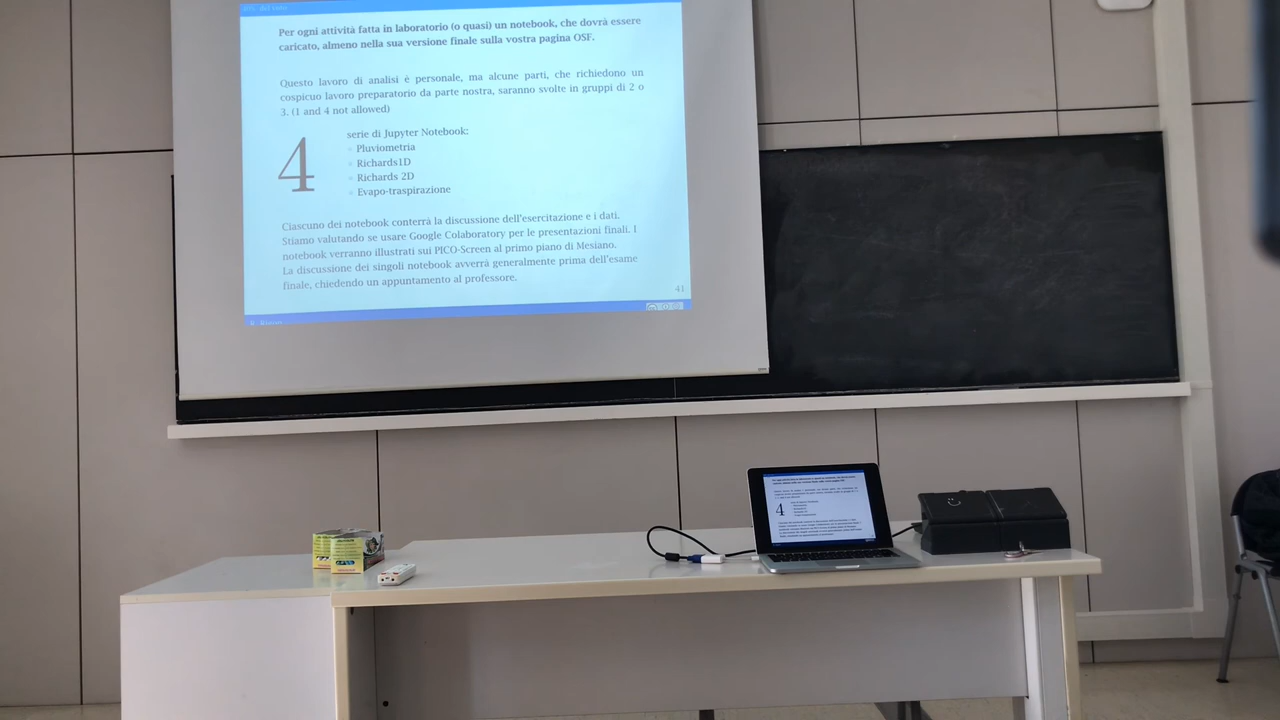 Per ogni attività fatta in laboratorio (o quasi) un notebook, che dovrà essere
caricato, almeno nella sua versione finale sulla vostra pagina OSF.
Questo lavoro di analisi è personale, ma alcune parti, che richiedono un
cospicuo lavoro preparatorio da parte nostra, saranno svolte in gruppi di 2 o
3. (1 and 4 not allowed)
4
serie di Jupyter Notebook:
Pluviometria
Richards1D
Richards 2D
Evapo-traspirazione
Ciascuno dei notebook conterrà la discussione dell'esercitazione e i dati.
Stiamo valutando se usare Google Colaboratory per le presentazioni finali. I
notebook verranno illustrati sui PICO-Screen al primo piano di Mesiano.
La discussione dei singoli notebook avverrà generalmente prima dell'esame
finale, chiedendo un appuntamento al professore.
41